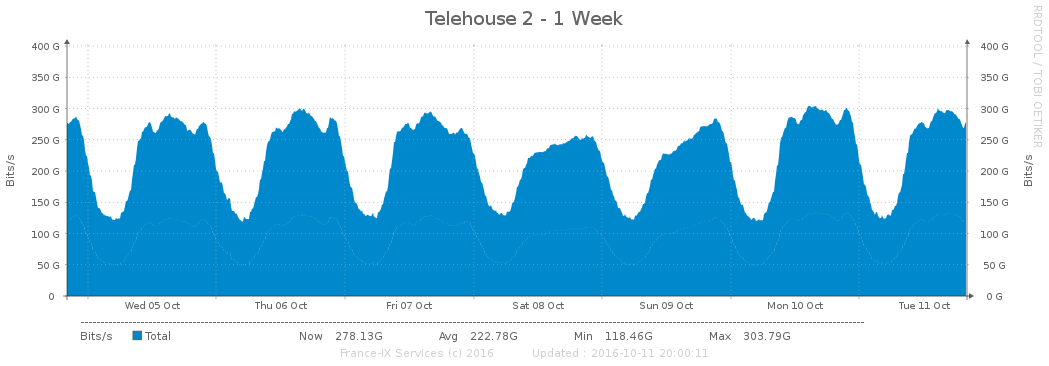 Telehouse 2 - 1 Week
RRDTOOL / TOBI OETIKER
Bits/s
400 G
350 G
300 G
250 G
200 G
150 G
100 G
50 G
0
400 G
350 G
300 G
250 G
200 G
150 G
100 G
50 G
0 G
Bits/s
Wed 05 Oct Thu 06 Oct Fri 07 Oct Sat 08 Oct Sun 09 Oct Mon 10 Oct Tue 11 Oct
Bits/s Total Now 278.13G Avg 222.78G Min 118.46G Max 303.79G
France-IX Services (c) 2016 Updated : 2016-10-11 20:00:11